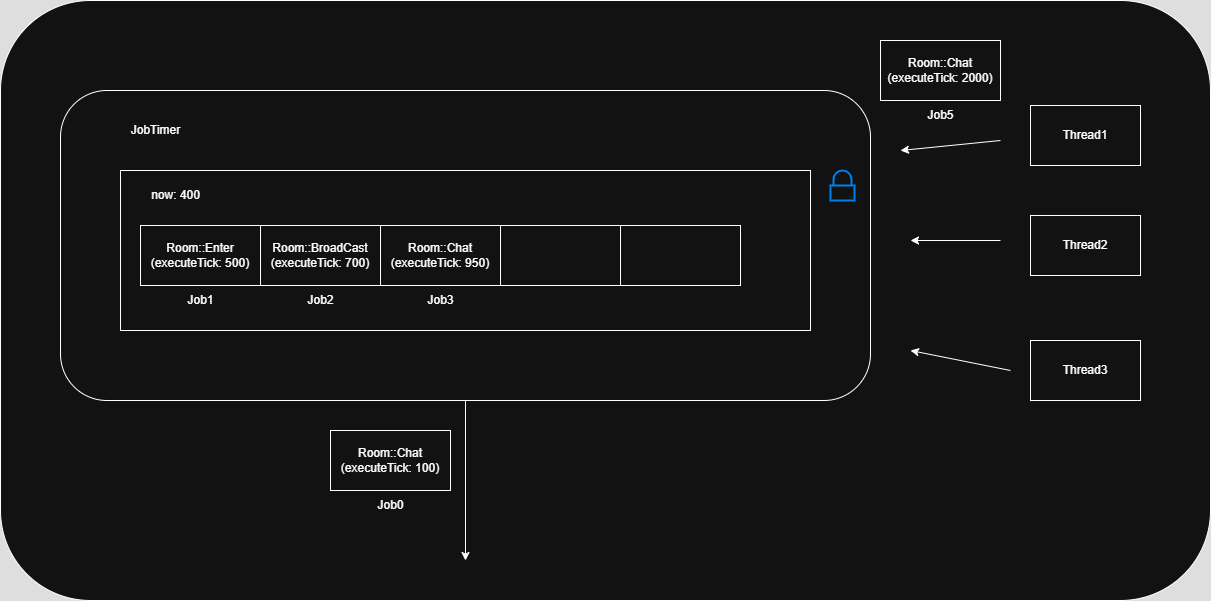 Room::Chat
(executeTick: 2000)
Job5
JobTimer
Thread1
now: 400
Room::Enter
(executeTick: 500)
Job1
Room::BroadCast
(executeTick: 700)
Job2
Room::Chat
(executeTick: 950)
Job3
Thread2
Thread3
Room::Chat
(executeTick: 100)
Job0